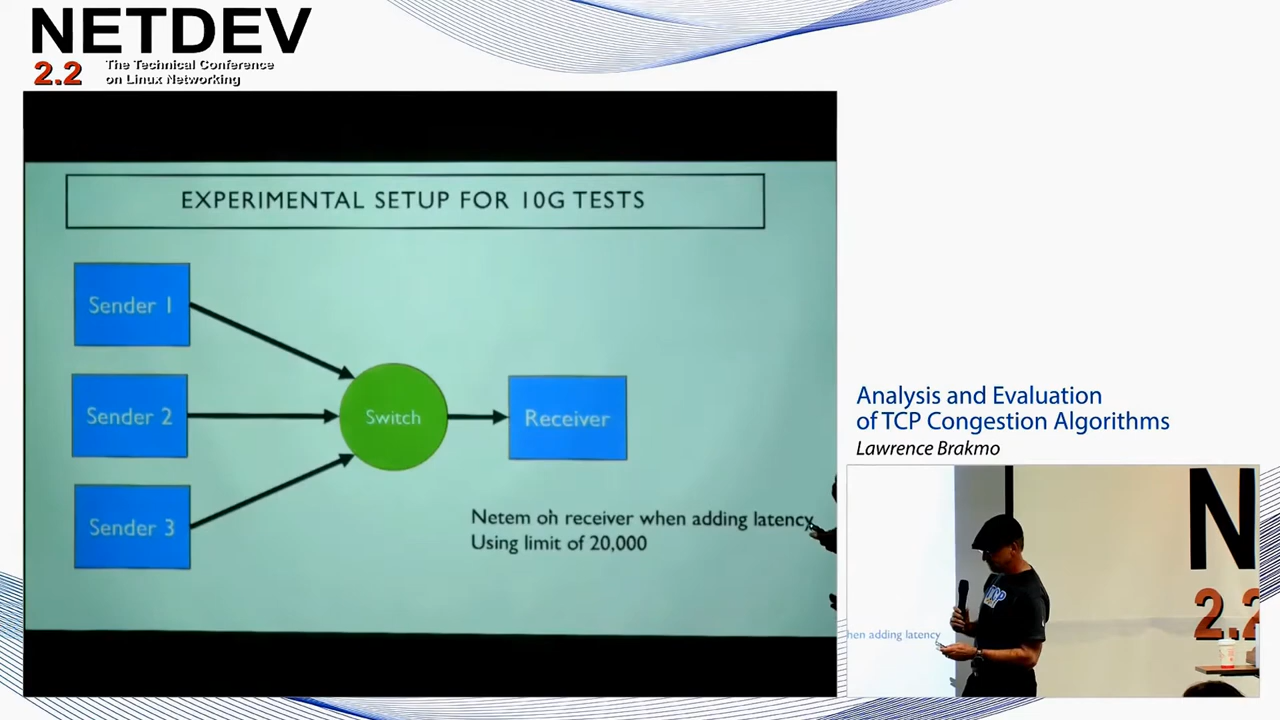 NETDEV
2.2
The Technical Conference
on Linux Networking
EXPERIMENTAL SETUP FOR 10G TESTS
Sender 1
Sender 2
Sender 3
Switch
Receiver
Netem on receiver when adding latency
Using limit of 20,000
Analysis and Evaluation
of TCP Congestion Algorithms
Lawrence Brakmo
hen adding latency
TCP
N
2.2